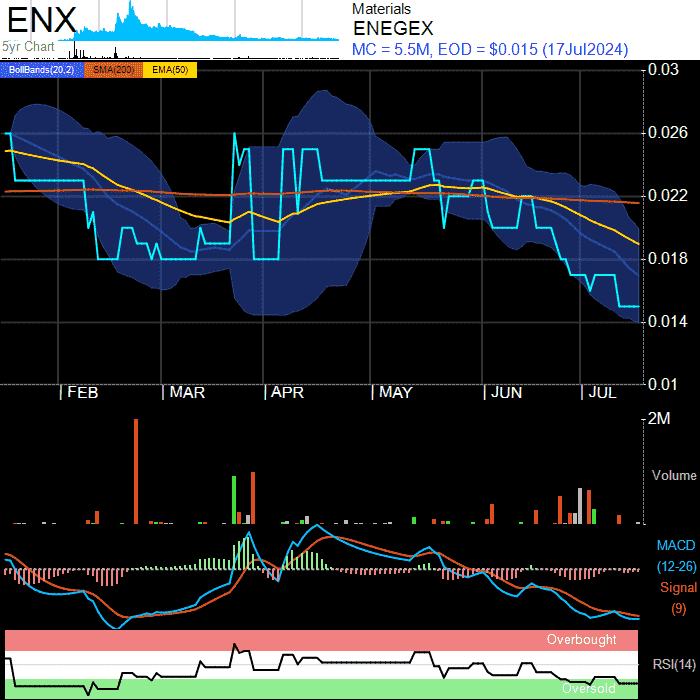 ENX
5yr Chart
Materials
ENEGEX
MC = 5.5M, EOD = $0.015 (17Jul2024)
BollBands(20,2) SMA(200) EMA(50)
0.03
0.026
0.022
0.018
0.014
0.01
FEB MAR APR MAY JUN JUL
2M
Volume
MACD
(12-26)
Signal
(9)
Overbought
RSI(14)
Oversold